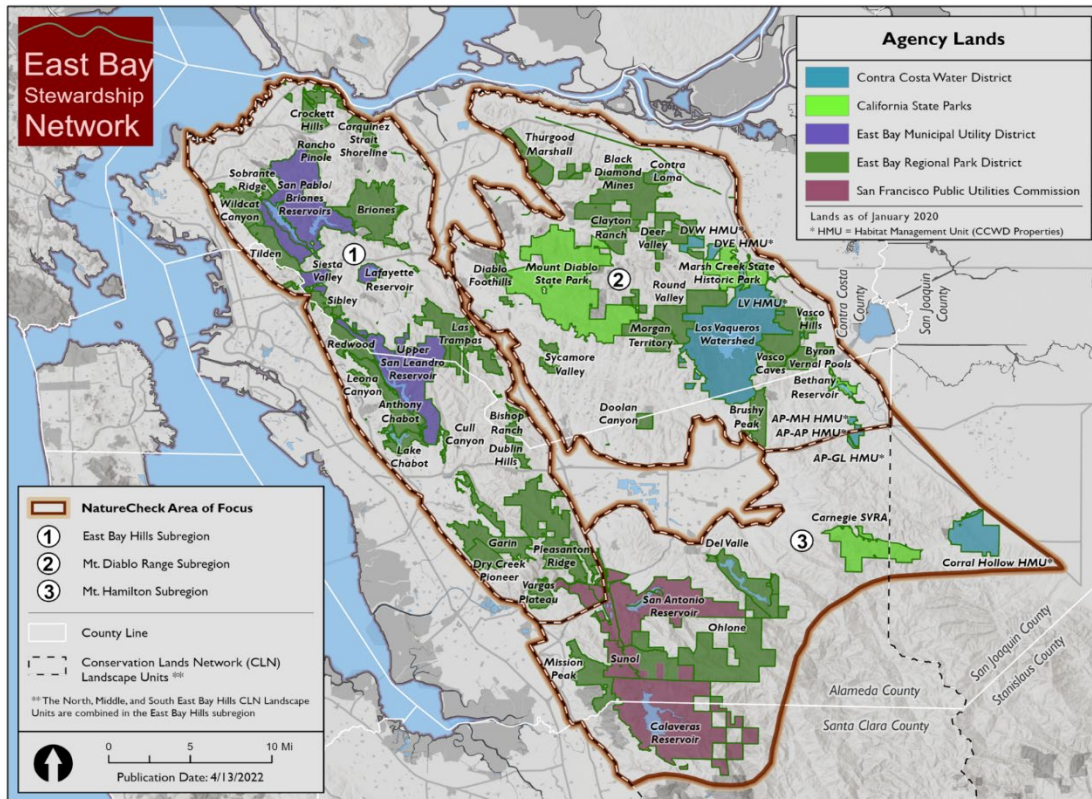 East Bay
Stewardship
Network
Agency Lands
Contra Costa Water District
California State Parks
East Bay Municipal Utility District
East Bay Regional Park District
San Francisco Public Utilities Commission
Lands as of January 2020
* HMU = Habitat Management Unit (CCWD Properties)
Crockett
Hills
Carquinez
Strait
Shoreline
Rancho
Pinole
Sobrante
Ridge
San Pablo/
Briones
Reservoirs
Wildcat
Canyon
Briones
Tilden
1
Siesta
Valley
Lafayette
Reservoir
Sibley
Redwood
Las
Trampas
Upper
San Leandro
Reservoir
Leona
Canyon
Anthony
Chabot
Lake
Chabot
Cull
Canyon
Bishop
Ranch
Dublin
Hills
Garin
Dry Creek
Pioneer
Pleasanton
Ridge
Vargas
Plateau
Thurgood
Marshall
Black
Diamond
Mines
Contra
Loma
Clayton
Ranch
Deer
Valley
DVW HMU*
DVE HMU*
Diablo
Foothills
Mount Diablo
State Park
2
Marsh Creek State
Historic Park
Round
Valley
LV HMU*
Morgan
Territory
Los Vaqueros
Watershed
Vasco
Hills
Vasco
Caves
Byron
Vernal Pools
Sycamore
Valley
Bethany
Reservoir
Doolan
Canyon
Brushy
Peak
AP-MH HMU*
AP-AP HMU*
AP-GL HMU*
Contra Costa
County
San Joaquin
County
3
Carnegie SVRA
Corral Hollow HMU*
Del Valle
San Antonio
Reservoir
Ohlone
Sunol
Mission
Peak
Calaveras
Reservoir
Alameda County
Santa Clara County
San Joaquin County
Stanislaus County
NatureCheck Area of Focus
1 East Bay Hills Subregion
2 Mt. Diablo Range Subregion
3 Mt. Hamilton Subregion
County Line
Conservation Lands Network (CLN)
Landscape Units **
** The North, Middle, and South East Bay Hills CLN Landscape
Units are combined in the East Bay Hills subregion
0 5 10 Mi
Publication Date: 4/13/2022